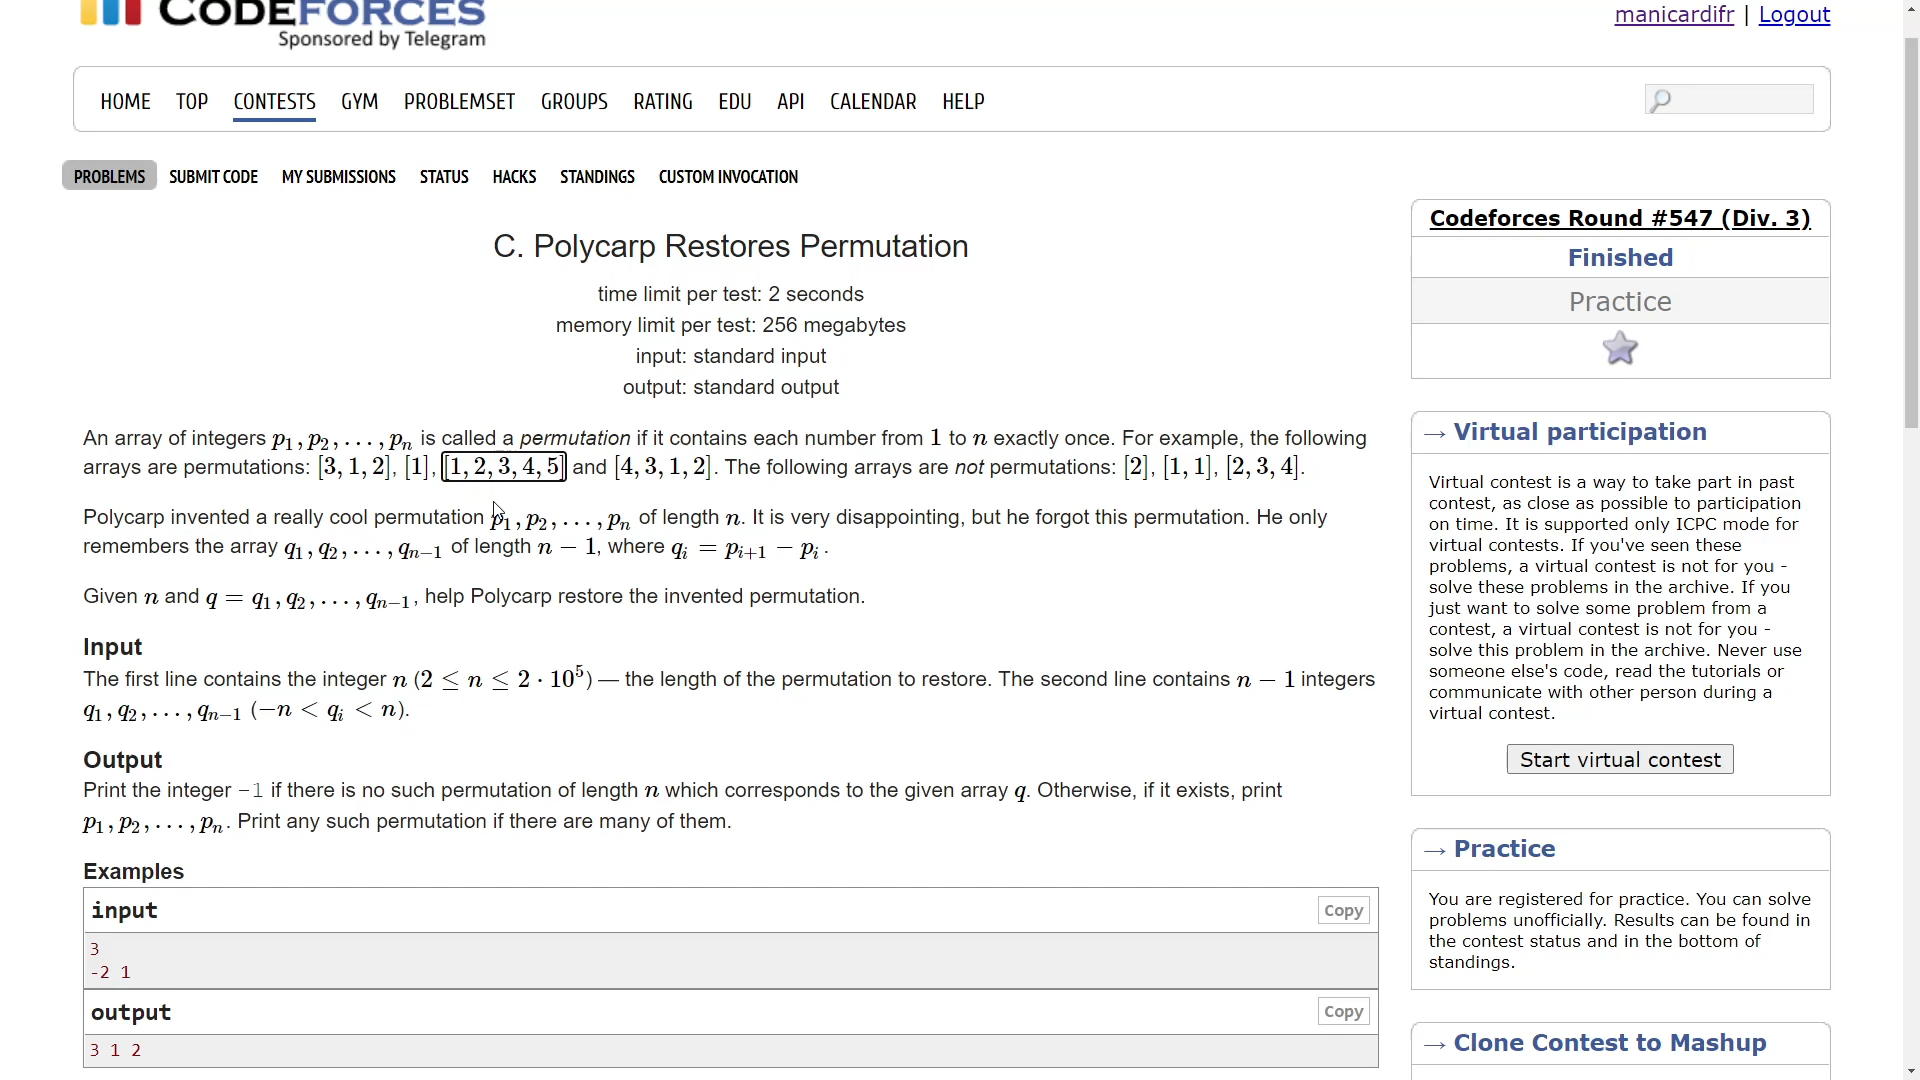 CODEFORCES
Sponsored by Telegram
manicardifr | Logout
HOME TOP CONTESTS GYM PROBLEMSET GROUPS RATING EDU API CALENDAR HELP
PROBLEMS SUBMIT CODE MY SUBMISSIONS STATUS HACKS STANDINGS CUSTOM INVOCATION
C. Polycarp Restores Permutation
time limit per test: 2 seconds
memory limit per test: 256 megabytes
input: standard input
output: standard output
An array of integers p₁, p₂, . . . , pₙ is called a permutation if it contains each number from 1 to n exactly once. For example, the following
arrays are permutations: [3, 1, 2], [1], [1, 2, 3, 4, 5] and [4, 3, 1, 2]. The following arrays are not permutations: [2], [1, 1], [2, 3, 4].
Polycarp invented a really cool permutation p₁, p₂, . . . , pₙ of length n. It is very disappointing, but he forgot this permutation. He only
remembers the array q₁, q₂, . . . , qₙ₋₁ of length n − 1, where qᵢ = pᵢ₊₁ − pᵢ.
Given n and q = q₁, q₂, . . . , qₙ₋₁, help Polycarp restore the invented permutation.
Input
The first line contains the integer n (2 ≤ n ≤ 2 · 10⁵) — the length of the permutation to restore. The second line contains n − 1 integers
q₁, q₂, . . . , qₙ₋₁ (−n < qᵢ < n).
Output
Print the integer -1 if there is no such permutation of length n which corresponds to the given array q. Otherwise, if it exists, print
p₁, p₂, . . . , pₙ. Print any such permutation if there are many of them.
Examples
input
Copy
3
-2 1
output
Copy
3 1 2
Codeforces Round #547 (Div. 3)
Finished
Practice
→ Virtual participation
Virtual contest is a way to take part in past
contest, as close as possible to participation
on time. It is supported only ICPC mode for
virtual contests. If you've seen these
problems, a virtual contest is not for you -
solve these problems in the archive. If you
just want to solve some problem from a
contest, a virtual contest is not for you -
solve this problem in the archive. Never use
someone else's code, read the tutorials or
communicate with other person during a
virtual contest.
Start virtual contest
→ Practice
You are registered for practice. You can solve
problems unofficially. Results can be found in
the contest status and in the bottom of
standings.
→ Clone Contest to Mashup